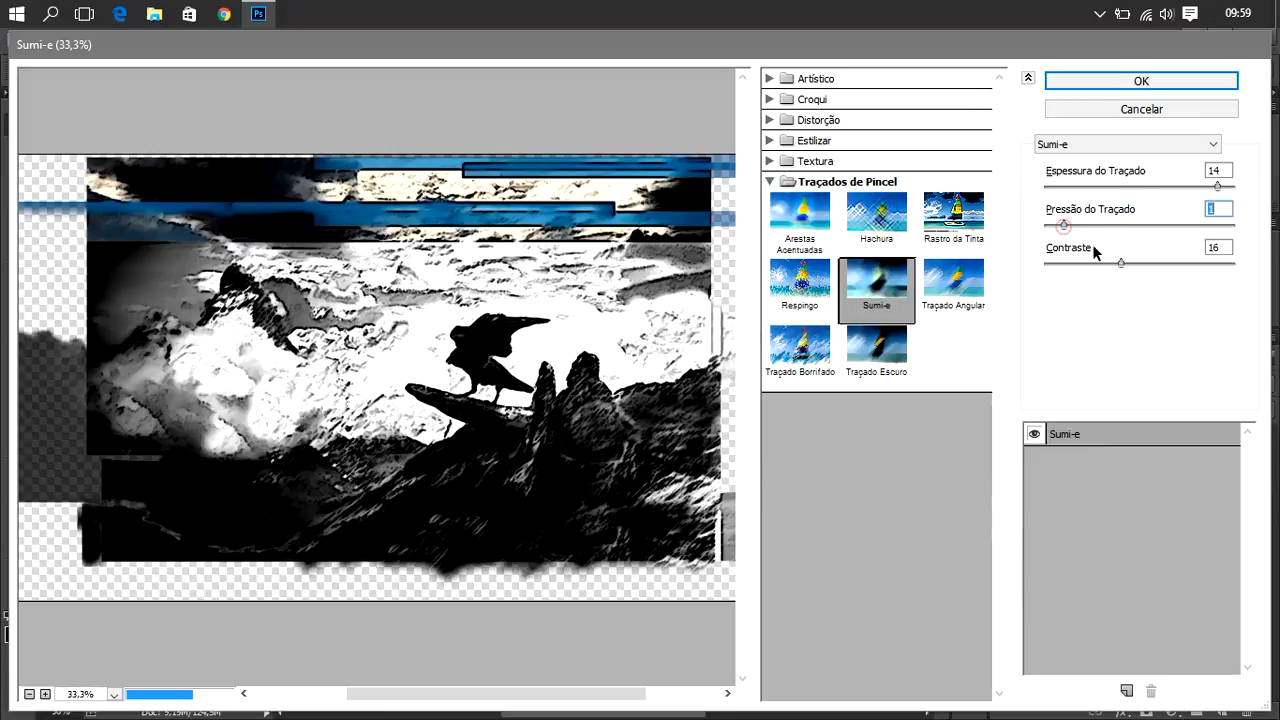 Ps
09:59
Sumi-e (33,3%)
Artístico
Croqui
Distorção
Estilizar
Textura
Traçados de Pincel
Arestas Acentuadas
Hachura
Rastro da Tinta
Respingo
Sumi-e
Traçado Angular
Traçado Borrifado
Traçado Escuro
OK
Cancelar
Sumi-e
Espessura do Traçado 14
Pressão do Traçado 1
Contraste 16
Sumi-e
33,3%